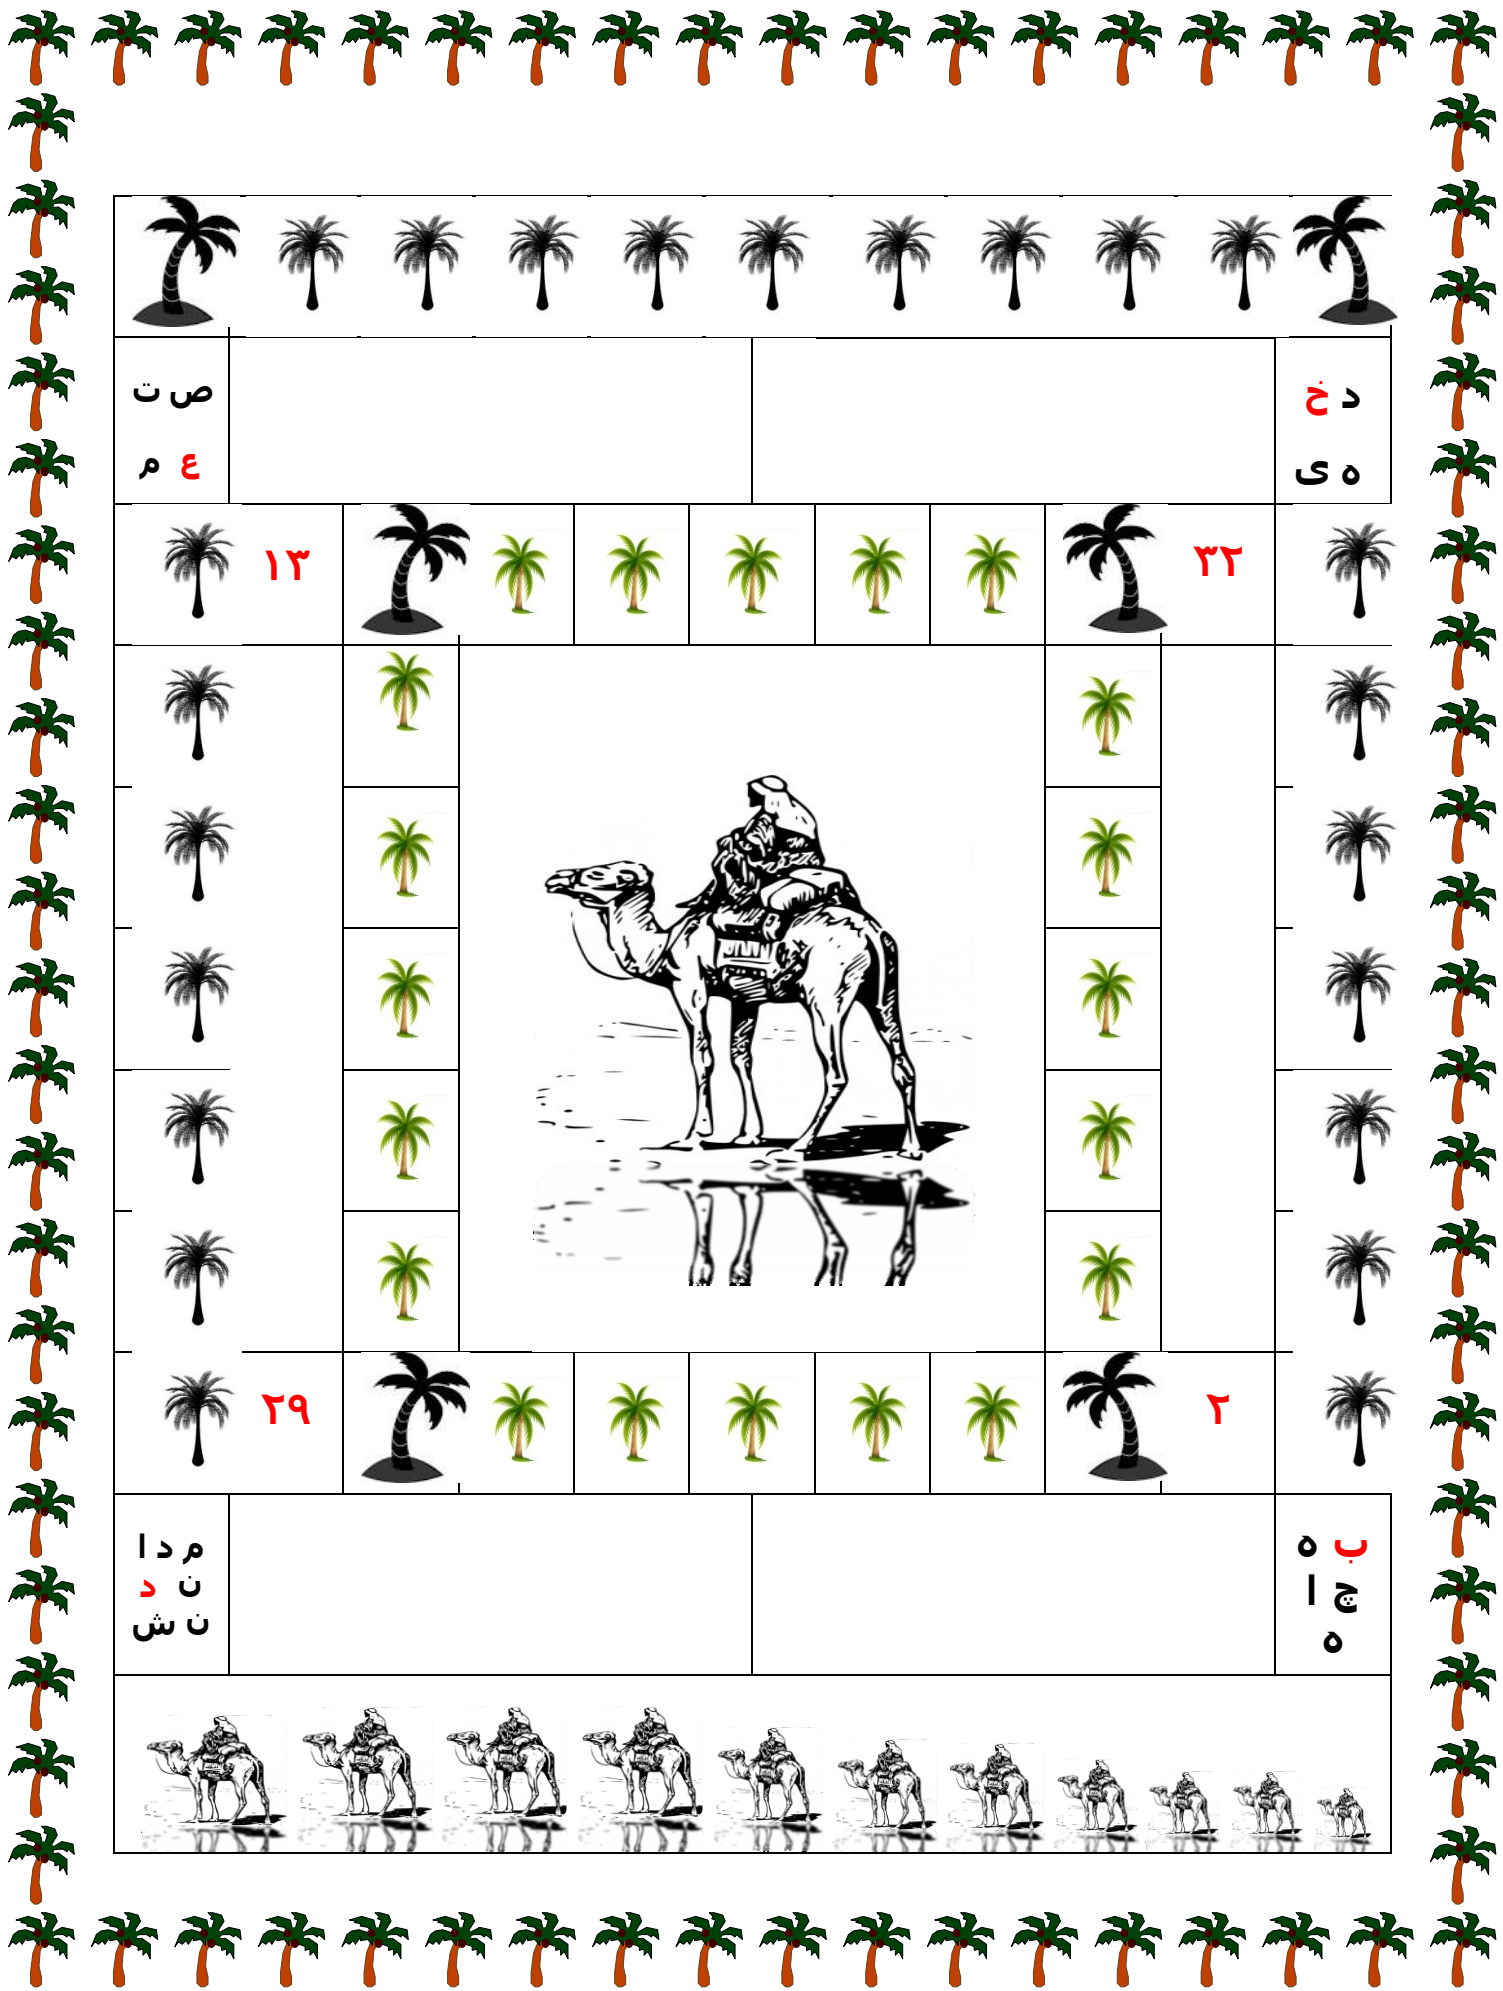 د خ
ه ی
ص ت
ع م
۳۲
۱۳
۲
۲۹
ب ه
چ ا
ه
م د ا
ن د
ن ش